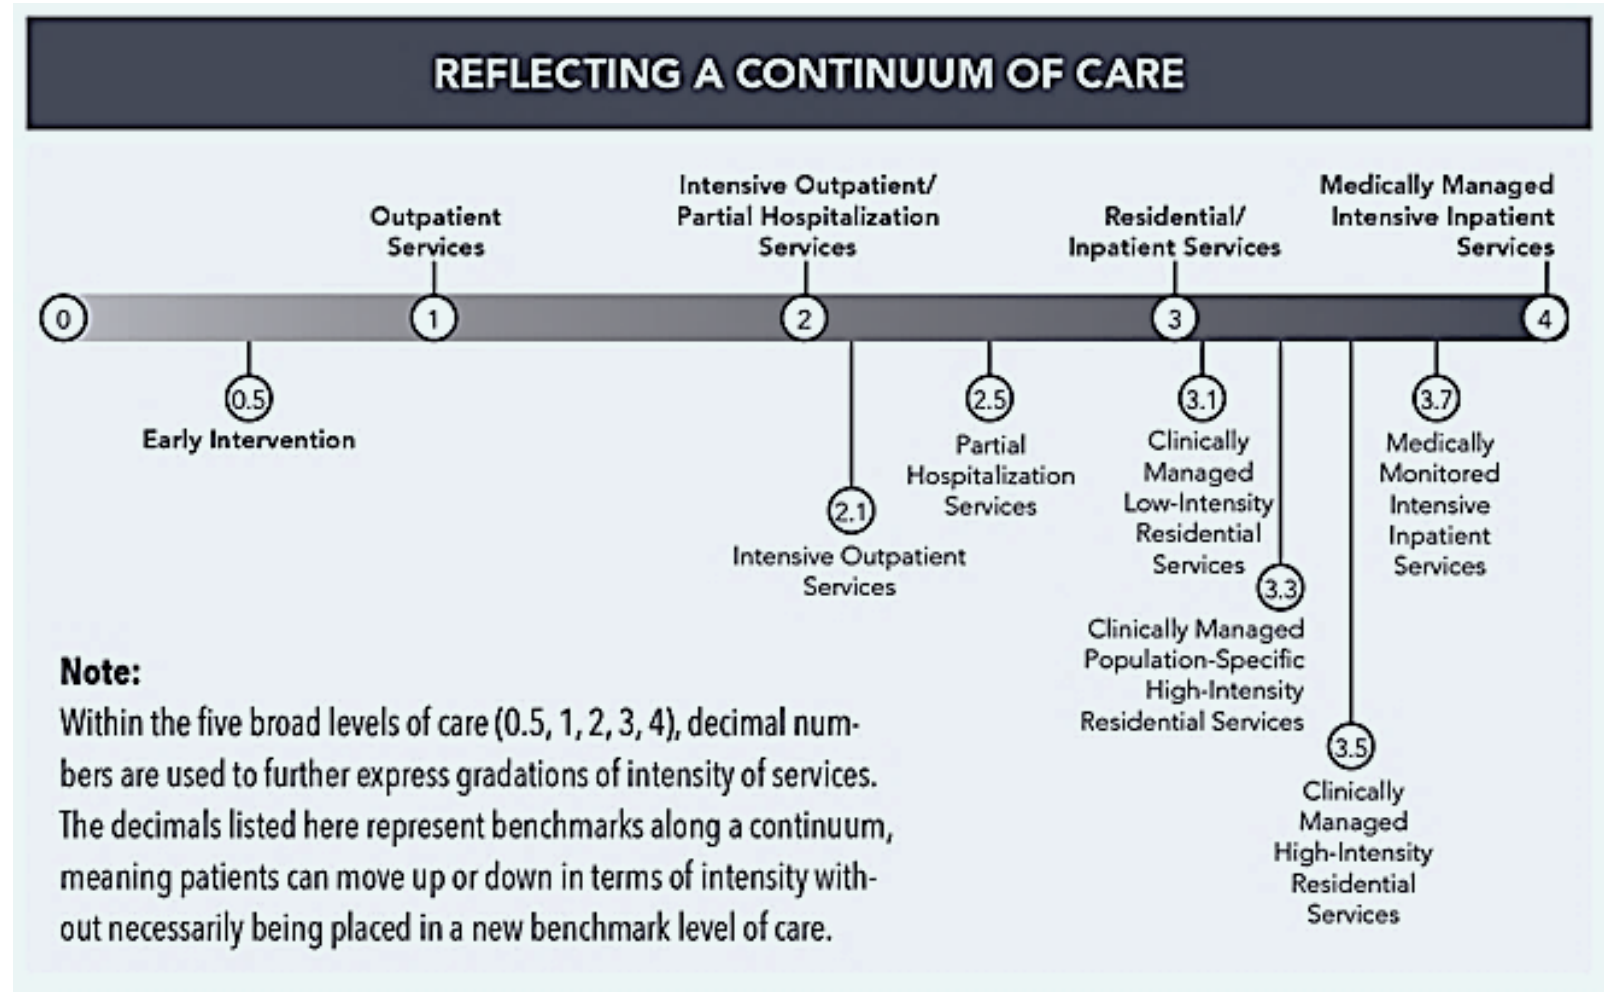 REFLECTING A CONTINUUM OF CARE
Outpatient
Services
Intensive Outpatient/
Partial Hospitalization
Services
Residential/
Inpatient Services
Medically Managed
Intensive Inpatient
Services
0
1
2
3
4
0.5
Early Intervention
2.1
Intensive Outpatient
Services
2.5
Partial
Hospitalization
Services
3.1
Clinically
Managed
Low-Intensity
Residential
Services
3.3
Clinically Managed
Population-Specific
High-Intensity
Residential Services
3.5
Clinically
Managed
High-Intensity
Residential
Services
3.7
Medically
Monitored
Intensive
Inpatient
Services
Note:
Within the five broad levels of care (0.5, 1, 2, 3, 4), decimal num-
bers are used to further express gradations of intensity of services.
The decimals listed here represent benchmarks along a continuum,
meaning patients can move up or down in terms of intensity with-
out necessarily being placed in a new benchmark level of care.